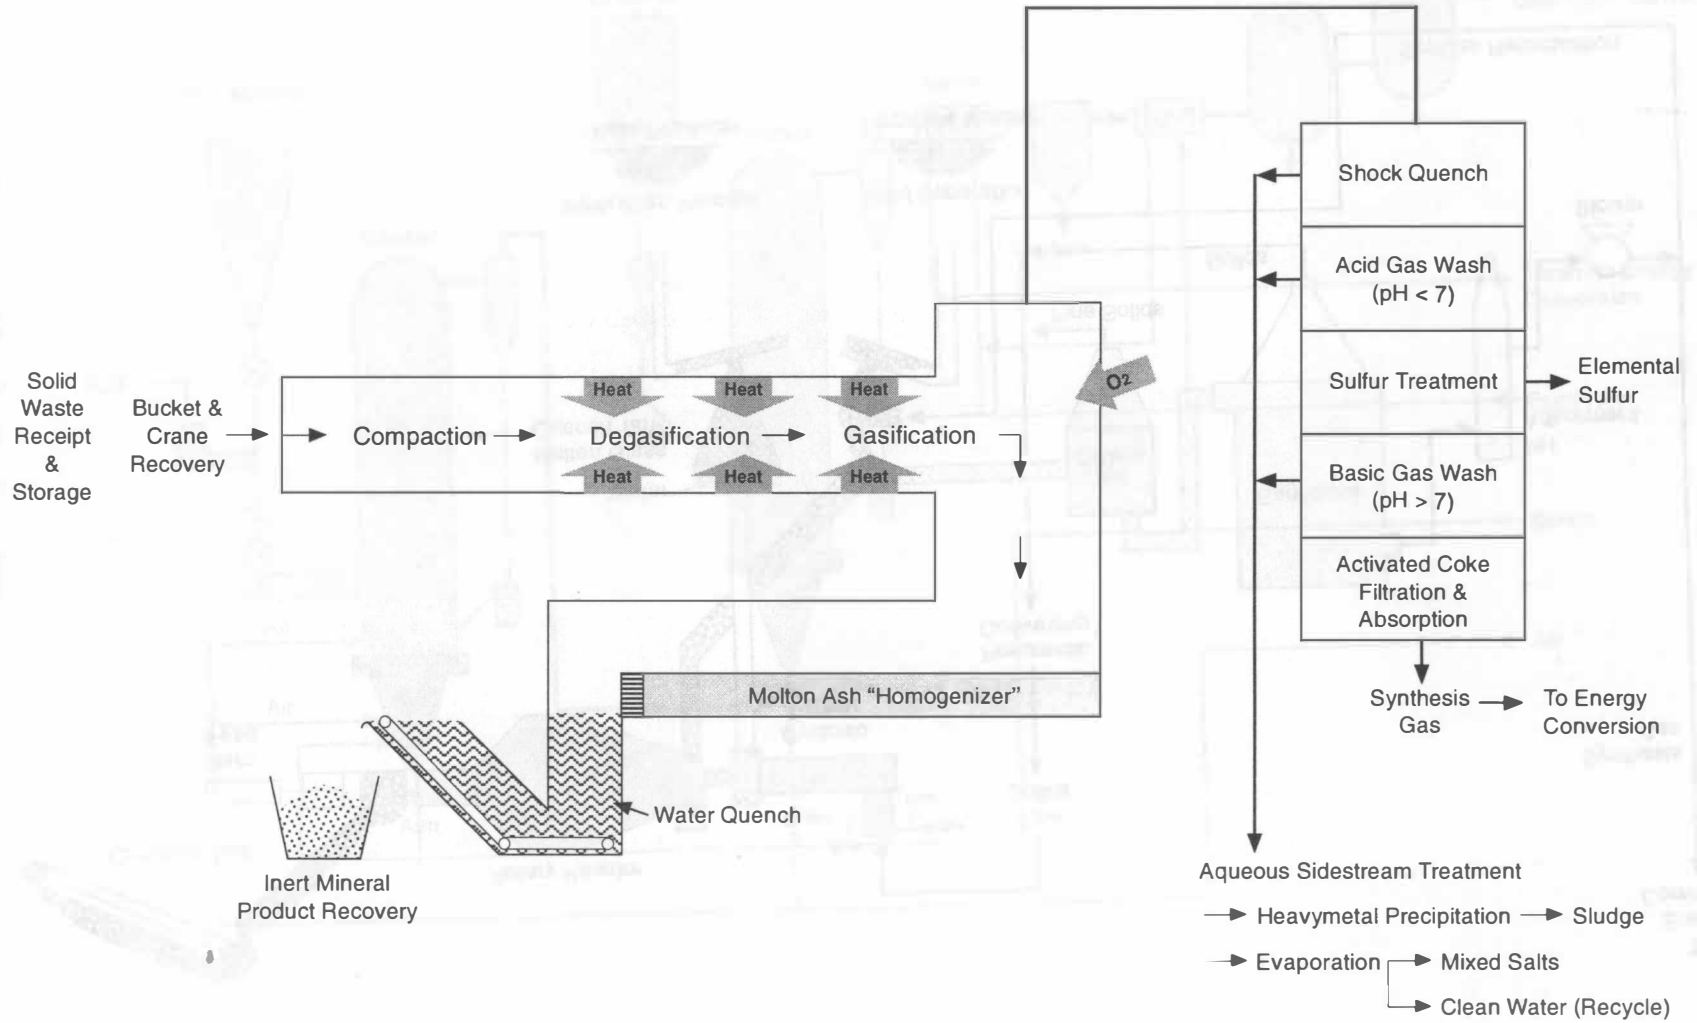 Solid
Waste
Receipt
&
Storage
Bucket &
Crane
Recovery
Compaction
Degasification
Gasification
Heat
Heat
Heat
Heat
Heat
Heat
O2
Shock Quench
Acid Gas Wash
(pH < 7)
Sulfur Treatment
Elemental
Sulfur
Basic Gas Wash
(pH > 7)
Activated Coke
Filtration &
Absorption
Synthesis
Gas
To Energy
Conversion
Molton Ash “Homogenizer”
Water Quench
Inert Mineral
Product Recovery
Aqueous Sidestream Treatment
Heavymetal Precipitation
Sludge
Evaporation
Mixed Salts
Clean Water (Recycle)